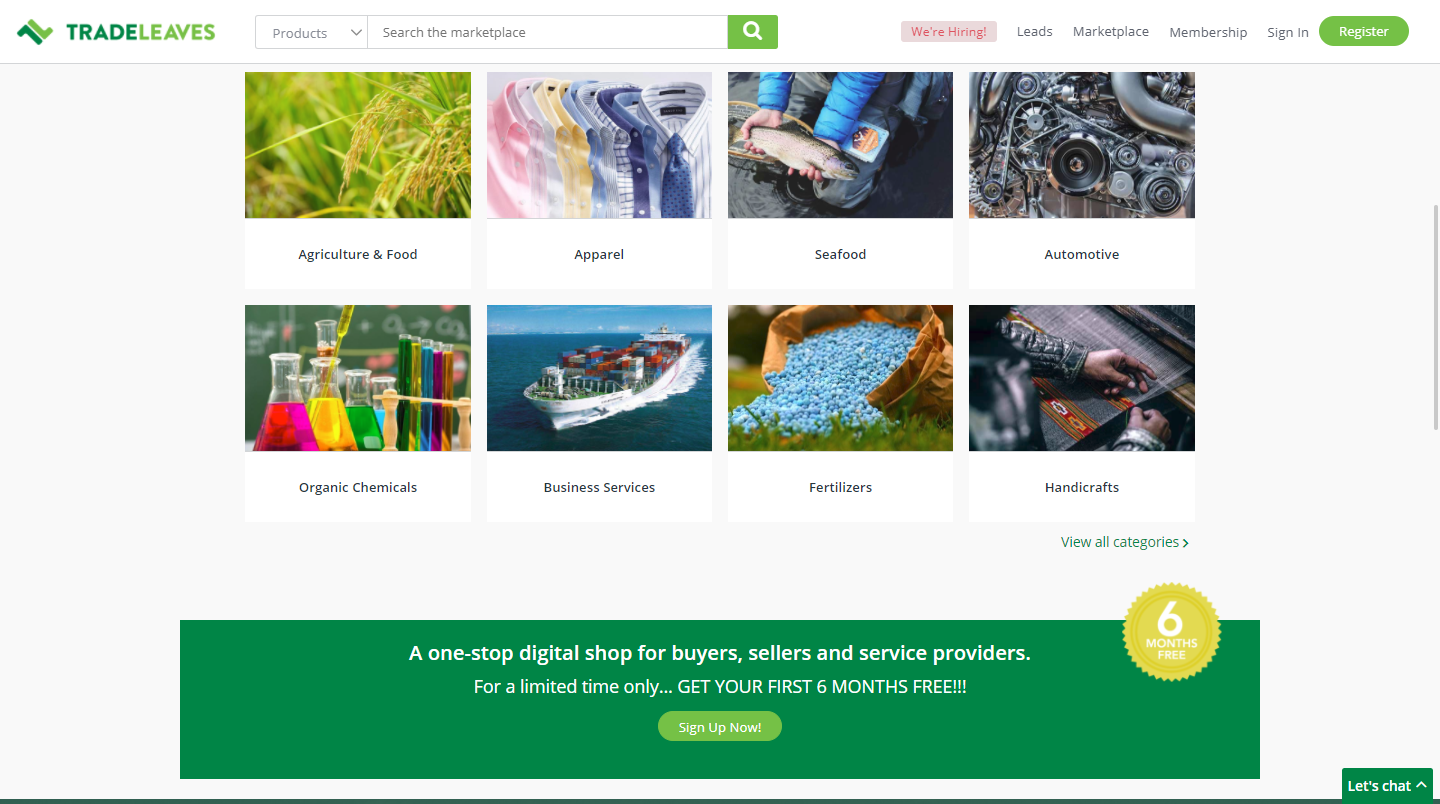 TRADELEAVES
Products
Search the marketplace
We're Hiring!
Leads
Marketplace
Membership
Sign In
Register
Agriculture & Food
Apparel
Seafood
Automotive
Organic Chemicals
Business Services
Fertilizers
Handicrafts
View all categories
6
MONTHS
FREE
A one-stop digital shop for buyers, sellers and service providers.
For a limited time only... GET YOUR FIRST 6 MONTHS FREE!!!
Sign Up Now!
Let's chat